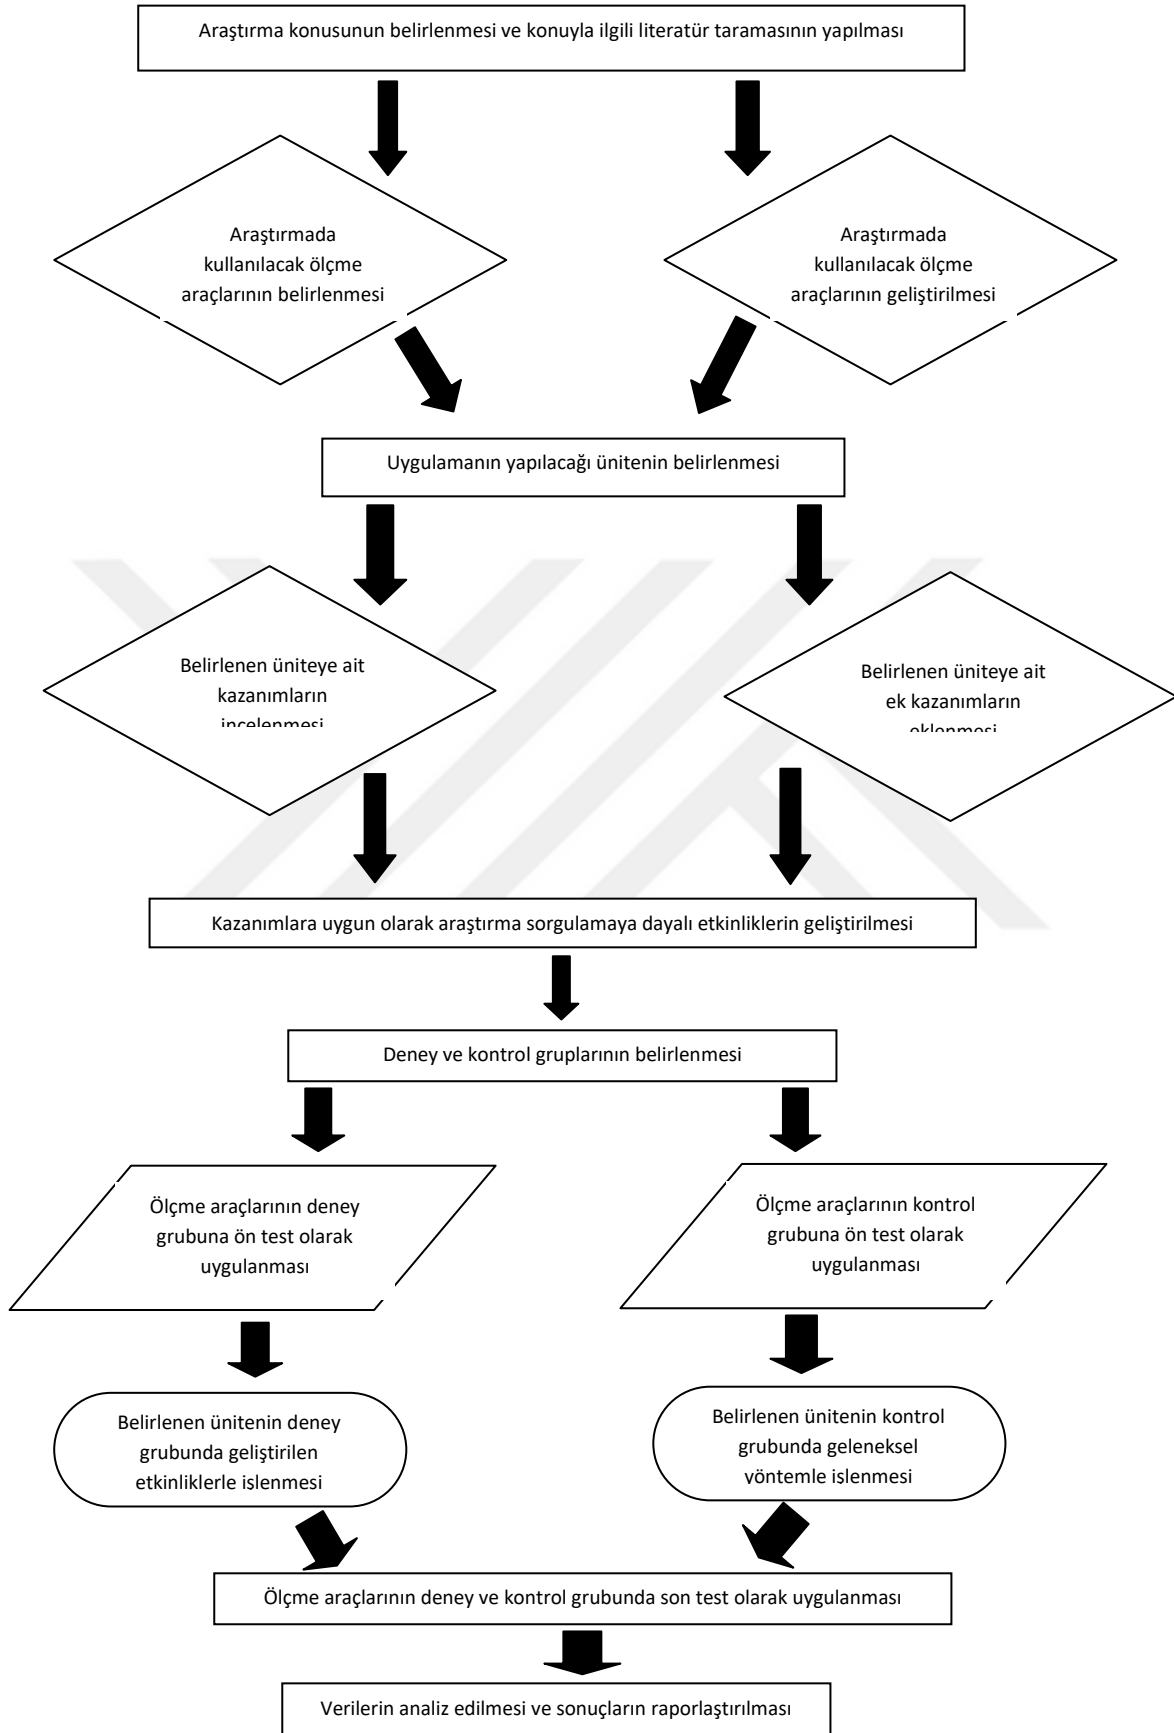 Araştırma konusunun belirlenmesi ve konuyla ilgili literatür taramasının yapılması
Araştırmada
kullanılacak ölçme
araçlarının belirlenmesi
Araştırmada
kullanılacak ölçme
araçlarının geliştirilmesi
Uygulamanın yapılacağı ünitenin belirlenmesi
Belirlenen üniteye ait
kazanımların
incelenmesi
Belirlenen üniteye ait
ek kazanımların
eklenmesi
Kazanımlara uygun olarak araştırma sorgulamaya dayalı etkinliklerin geliştirilmesi
Deney ve kontrol gruplarının belirlenmesi
Ölçme araçlarının deney
grubuna ön test olarak
uygulanması
Ölçme araçlarının kontrol
grubuna ön test olarak
uygulanması
Belirlenen ünitenin deney
grubunda geliştirilen
etkinliklerle işlenmesi
Belirlenen ünitenin kontrol
grubunda geleneksel
yöntemle işlenmesi
Ölçme araçlarının deney ve kontrol grubunda son test olarak uygulanması
Verilerin analiz edilmesi ve sonuçların raporlaştırılması